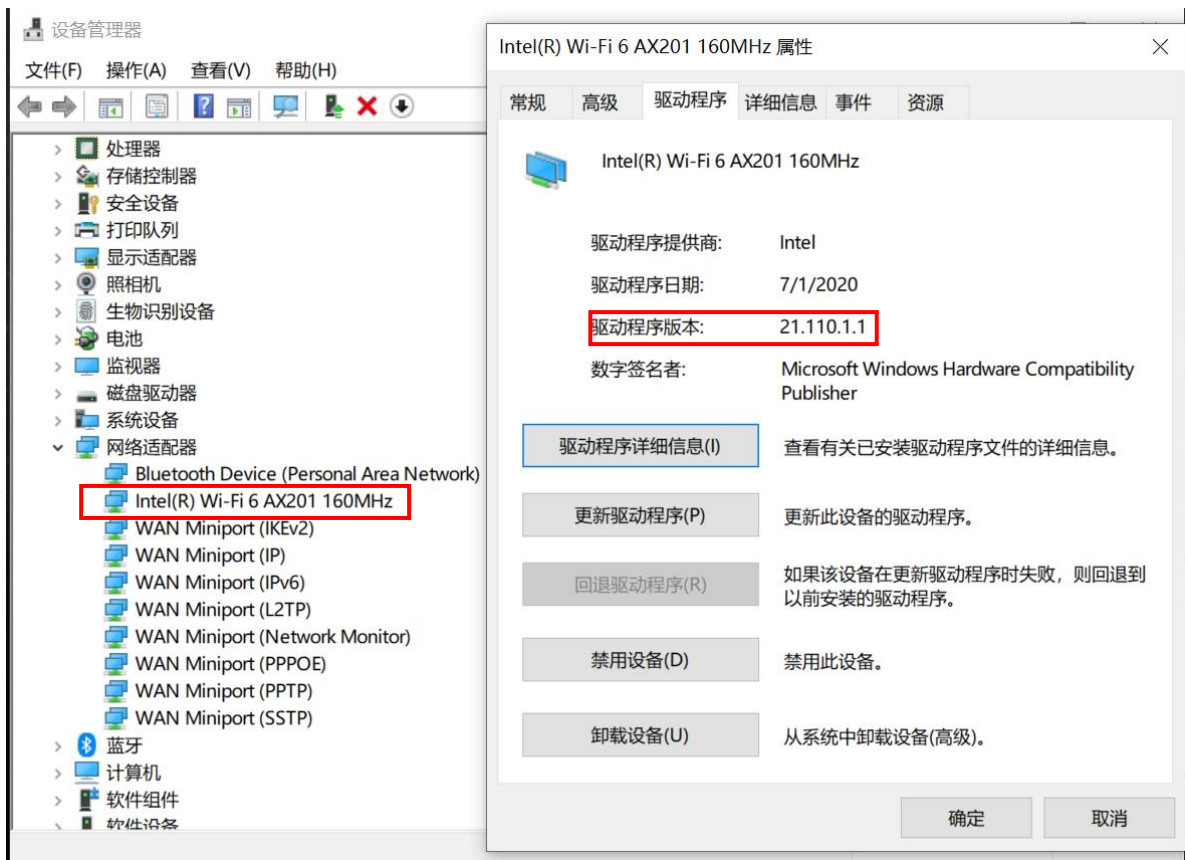 设备管理器
文件(F) 操作(A) 查看(V) 帮助(H)
处理器
存储控制器
安全设备
打印队列
显示适配器
照相机
生物识别设备
电池
监视器
磁盘驱动器
系统设备
网络适配器
Bluetooth Device (Personal Area Network)
Intel(R) Wi-Fi 6 AX201 160MHz
WAN Miniport (IKEv2)
WAN Miniport (IP)
WAN Miniport (IPv6)
WAN Miniport (L2TP)
WAN Miniport (Network Monitor)
WAN Miniport (PPPOE)
WAN Miniport (PPTP)
WAN Miniport (SSTP)
蓝牙
计算机
软件组件
软件设备
Intel(R) Wi-Fi 6 AX201 160MHz 属性
常规 高级 驱动程序 详细信息 事件 资源
Intel(R) Wi-Fi 6 AX201 160MHz
驱动程序提供商: Intel
驱动程序日期: 7/1/2020
驱动程序版本: 21.110.1.1
数字签名者: Microsoft Windows Hardware Compatibility
Publisher
驱动程序详细信息(I) 查看有关已安装驱动程序文件的详细信息。
更新驱动程序(P) 更新此设备的驱动程序。
回退驱动程序(R) 如果该设备在更新驱动程序时失败，则回退到
以前安装的驱动程序。
禁用设备(D) 禁用此设备。
卸载设备(U) 从系统中卸载设备(高级)。
确定 取消